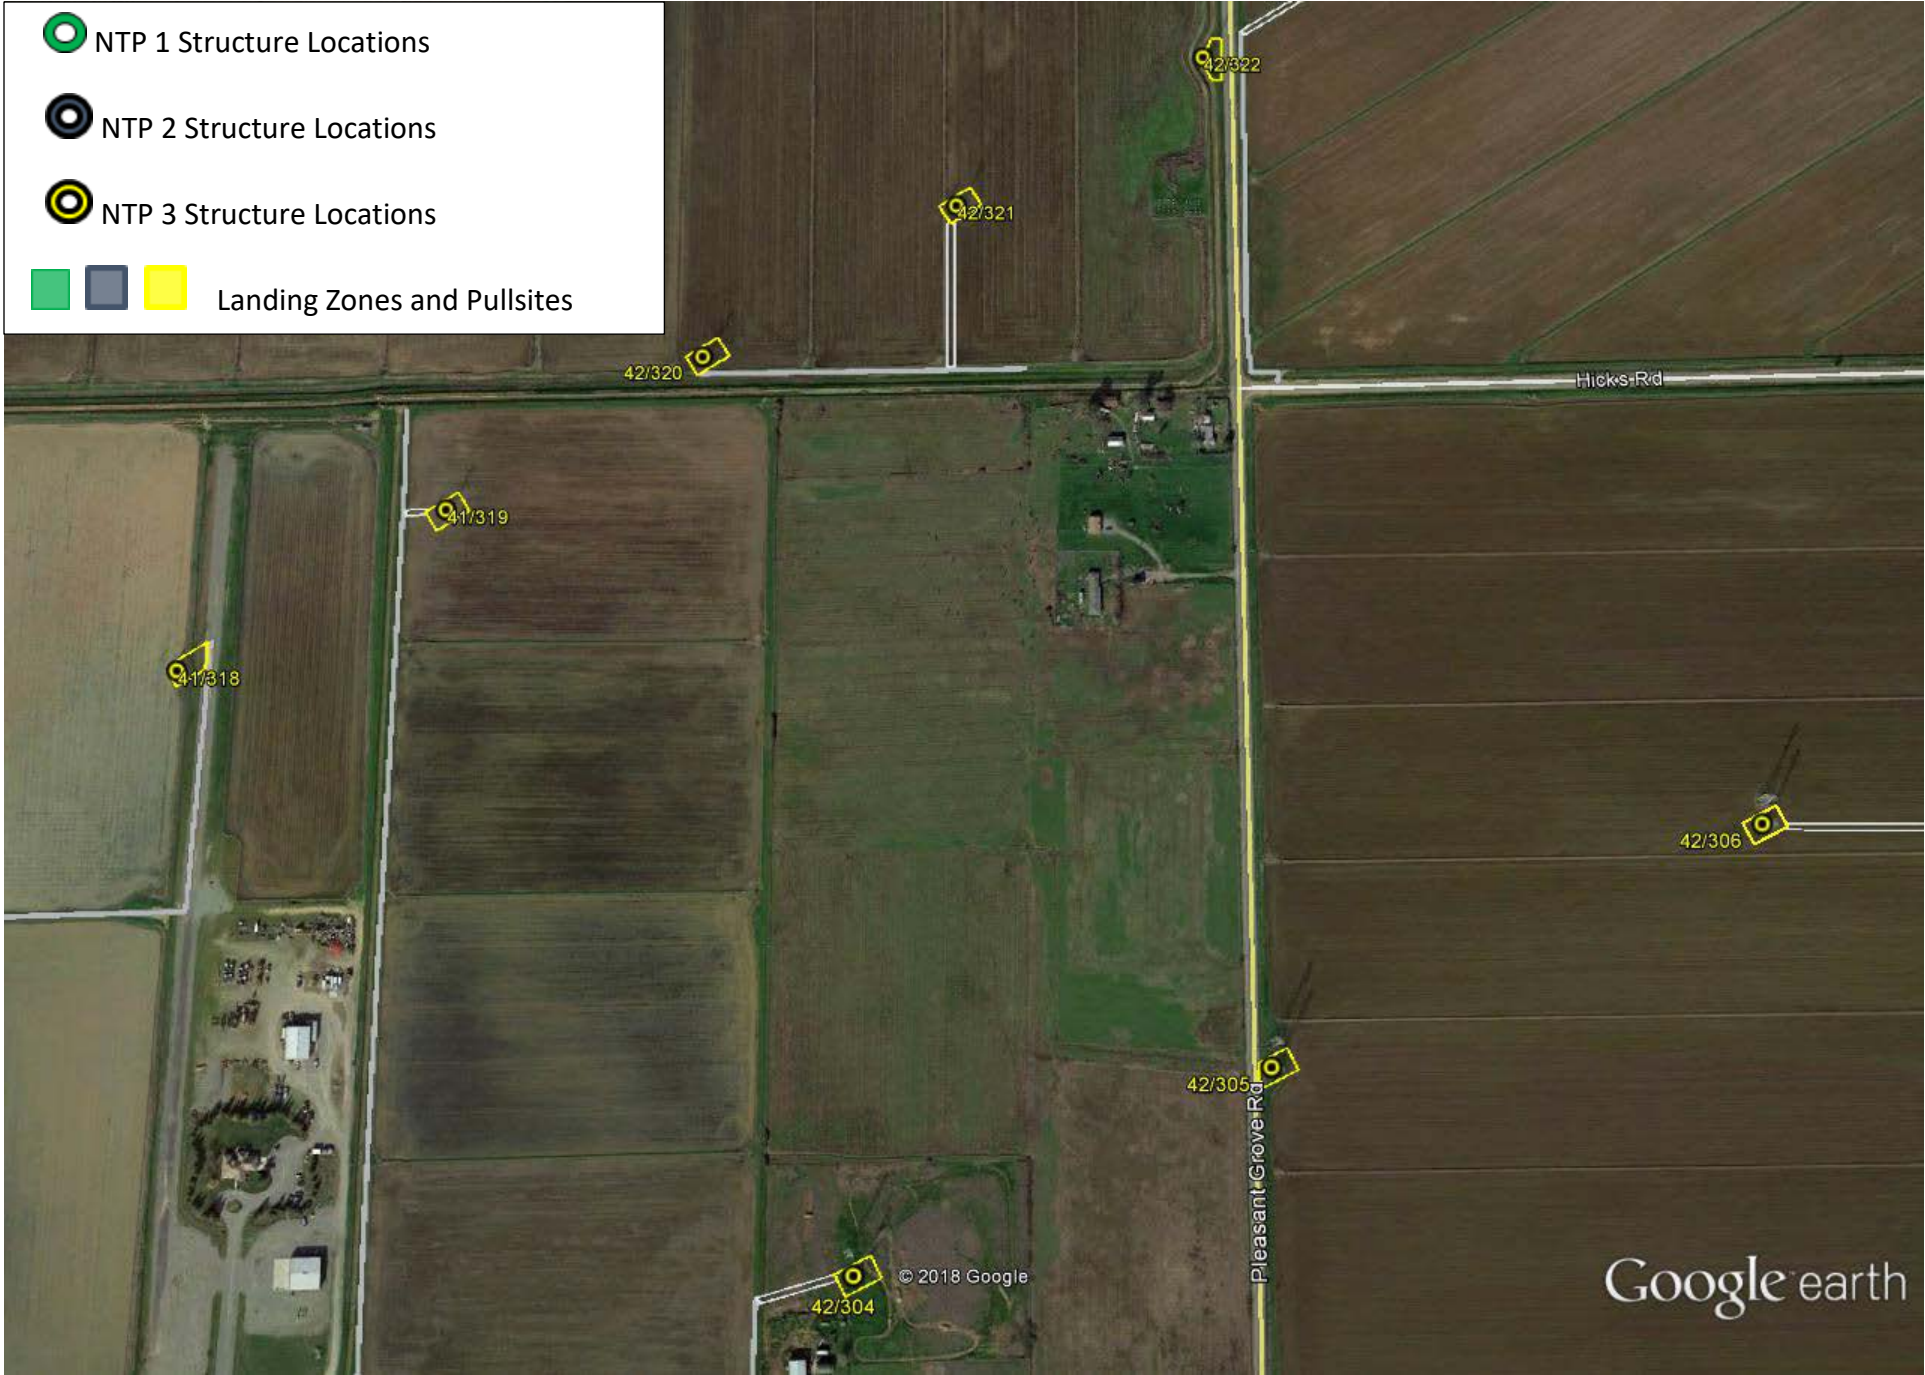 NTP 1 Structure Locations
NTP 2 Structure Locations
NTP 3 Structure Locations
Landing Zones and Pullsites
42/322
42/321
42/320
Hicks Rd
41/319
41/318
42/306
42/305
Pleasant Grove Rd
© 2018 Google
42/304
Google earth